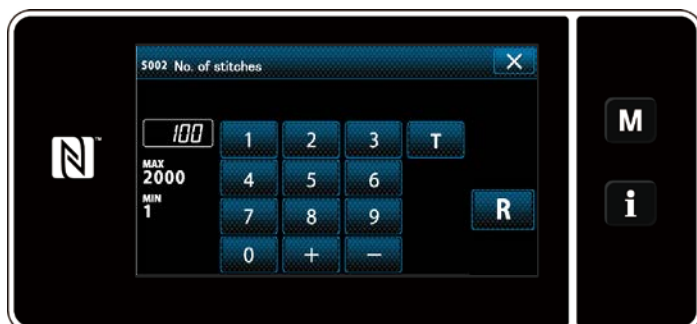 S002 No. of stitches
100
1 2 3 T
MAX
2000
4 5 6
MIN
1
7 8 9
R
0 + −
M
i
N™